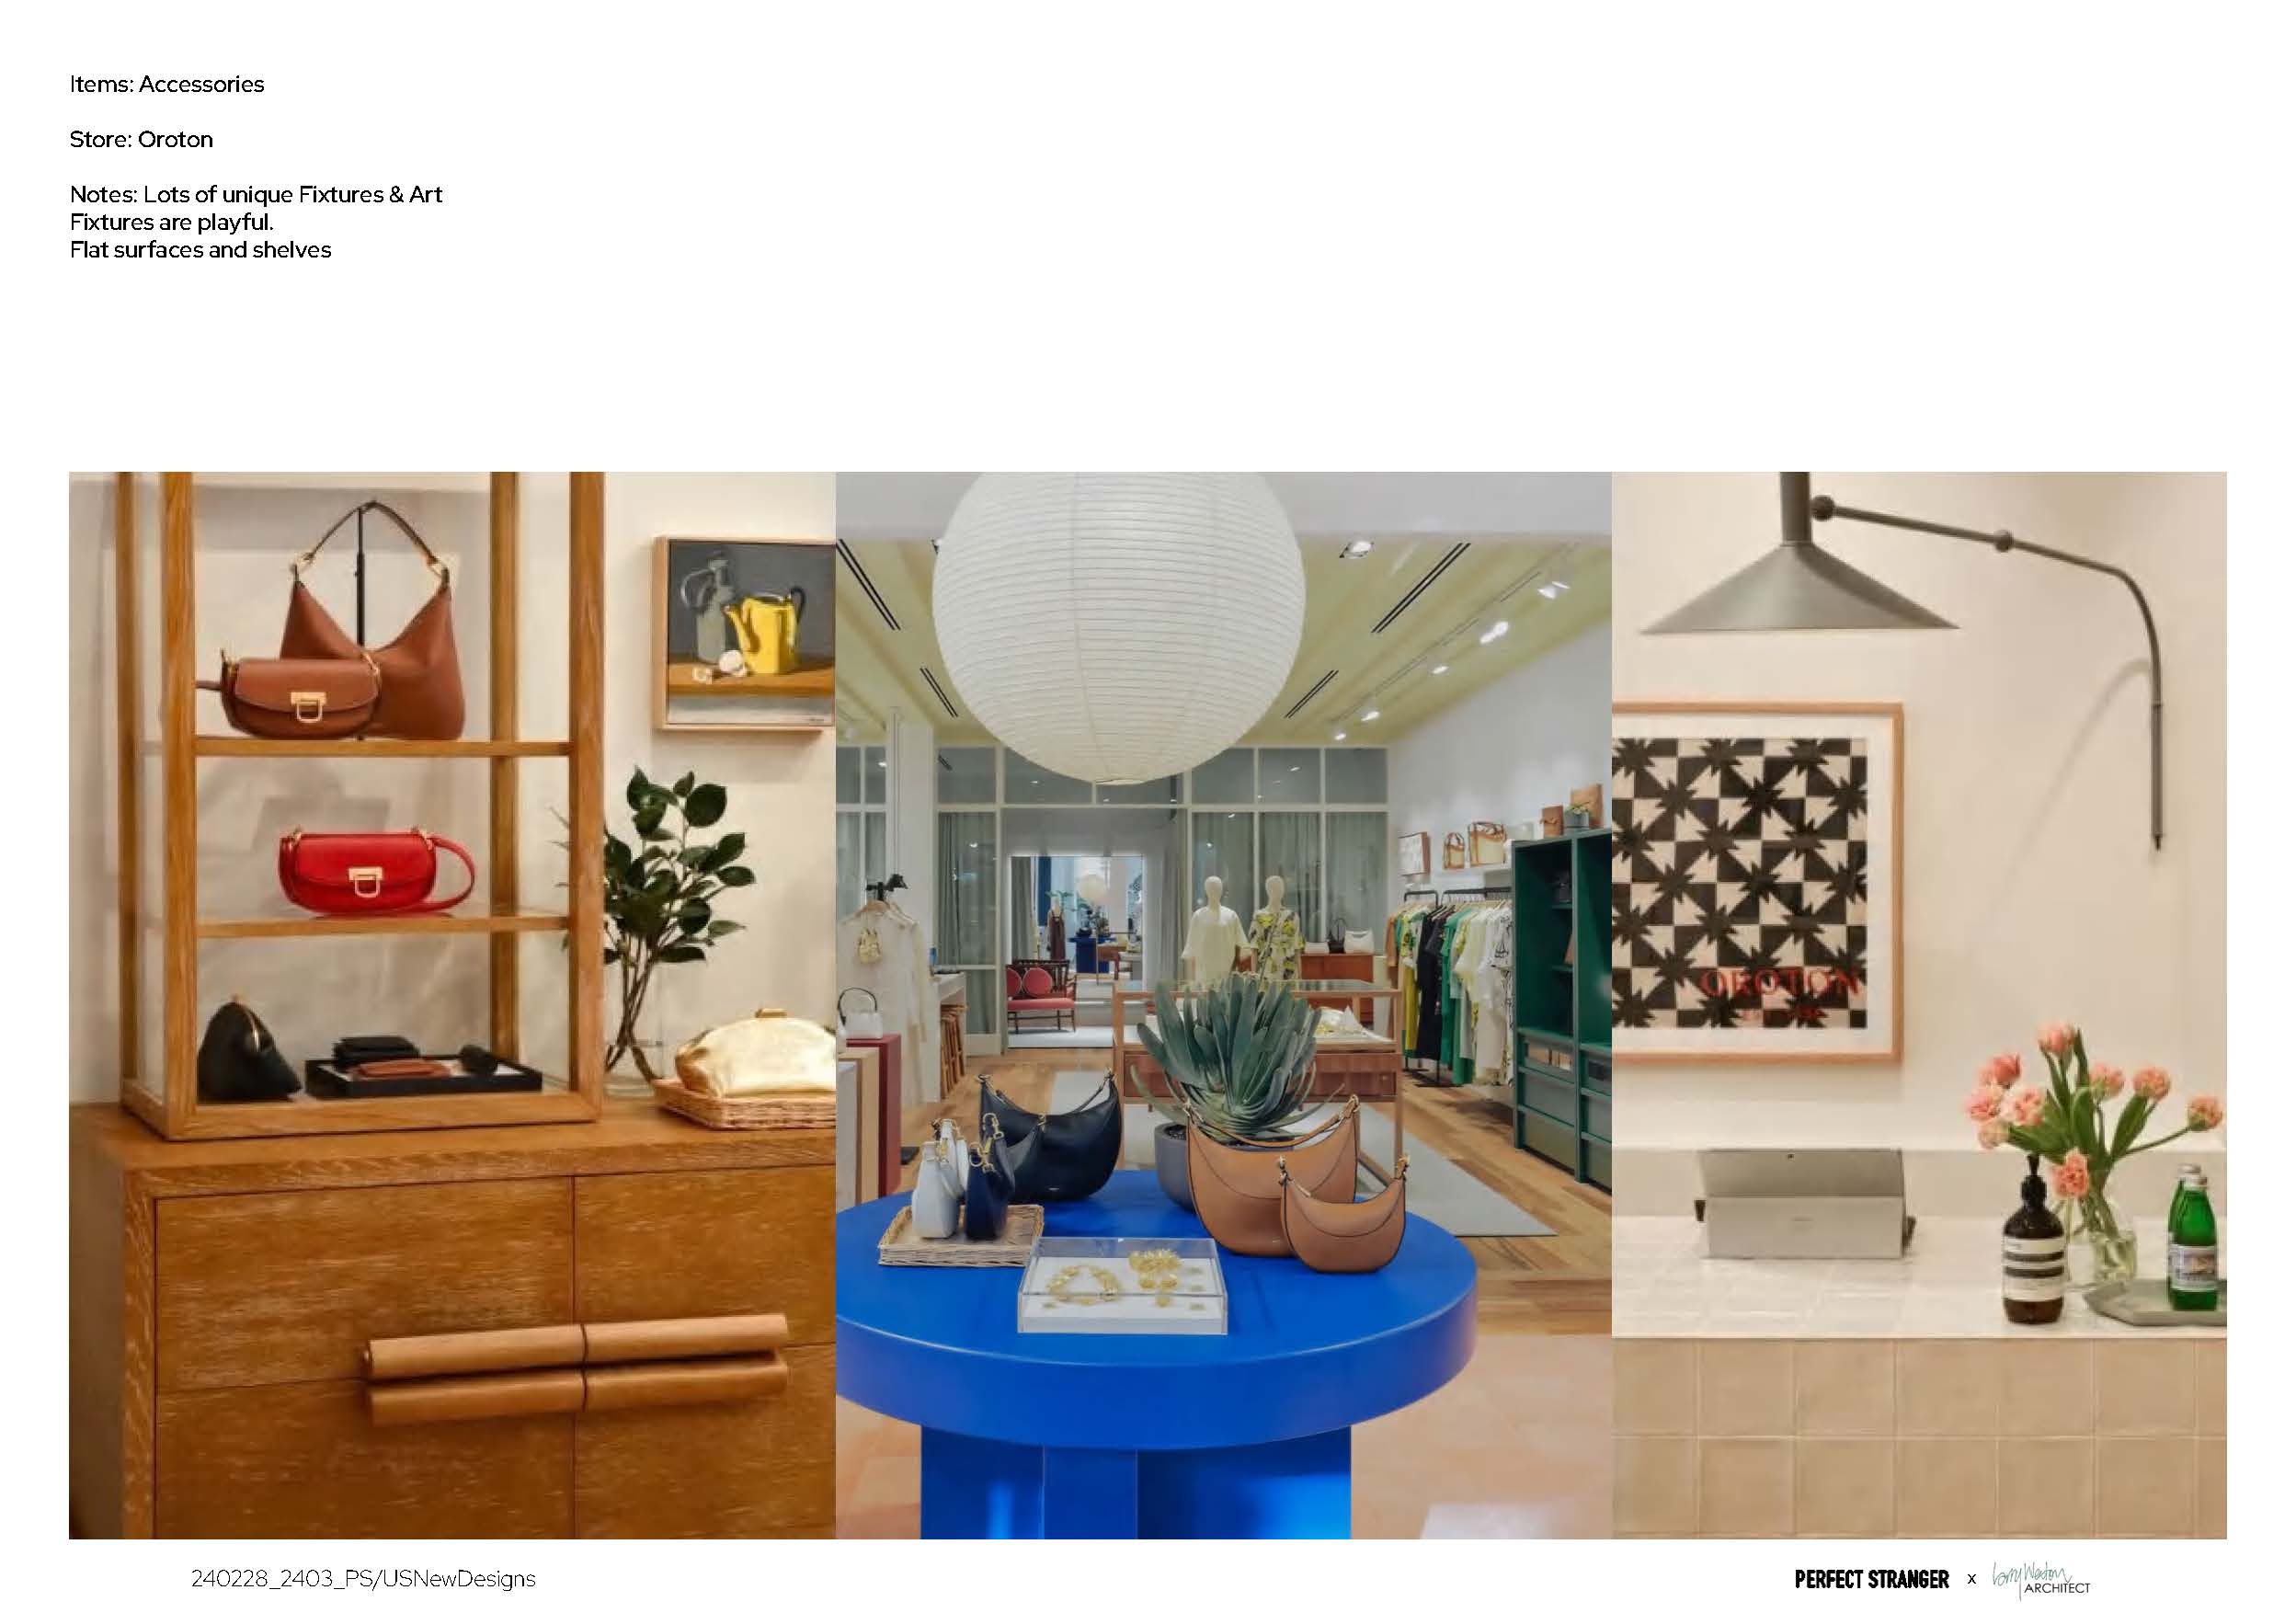 Items: Accessories
Store: Oroton
Notes: Lots of unique Fixtures & Art
Fixtures are playful.
Flat surfaces and shelves
OROTON
240228_2403_PS/USNewDesigns
PERFECT STRANGER x
ARCHITECT